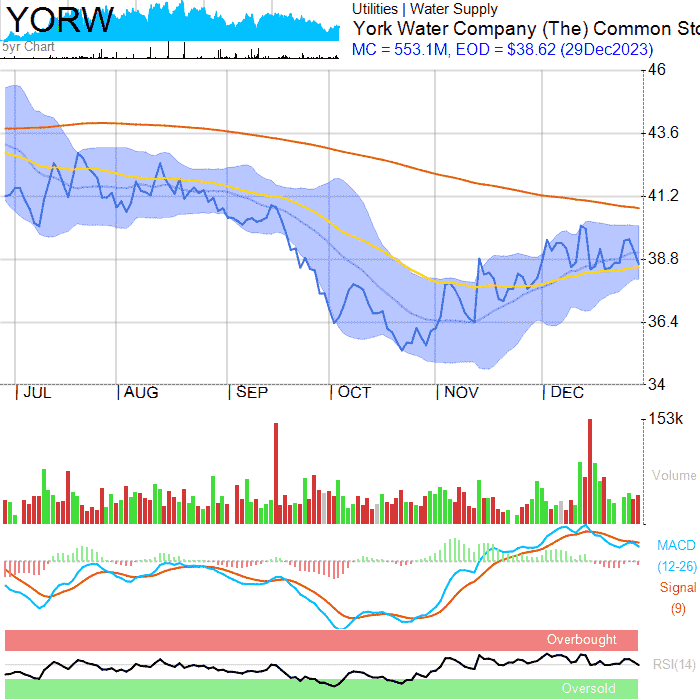 YORW
5yr Chart
Utilities | Water Supply
York Water Company (The) Common Sto
MC = 553.1M, EOD = $38.62 (29Dec2023)
46
43.6
41.2
38.8
36.4
34
| JUL | AUG | SEP | OCT | NOV | DEC
153k
Volume
MACD
(12-26)
Signal
(9)
Overbought
RSI(14)
Oversold